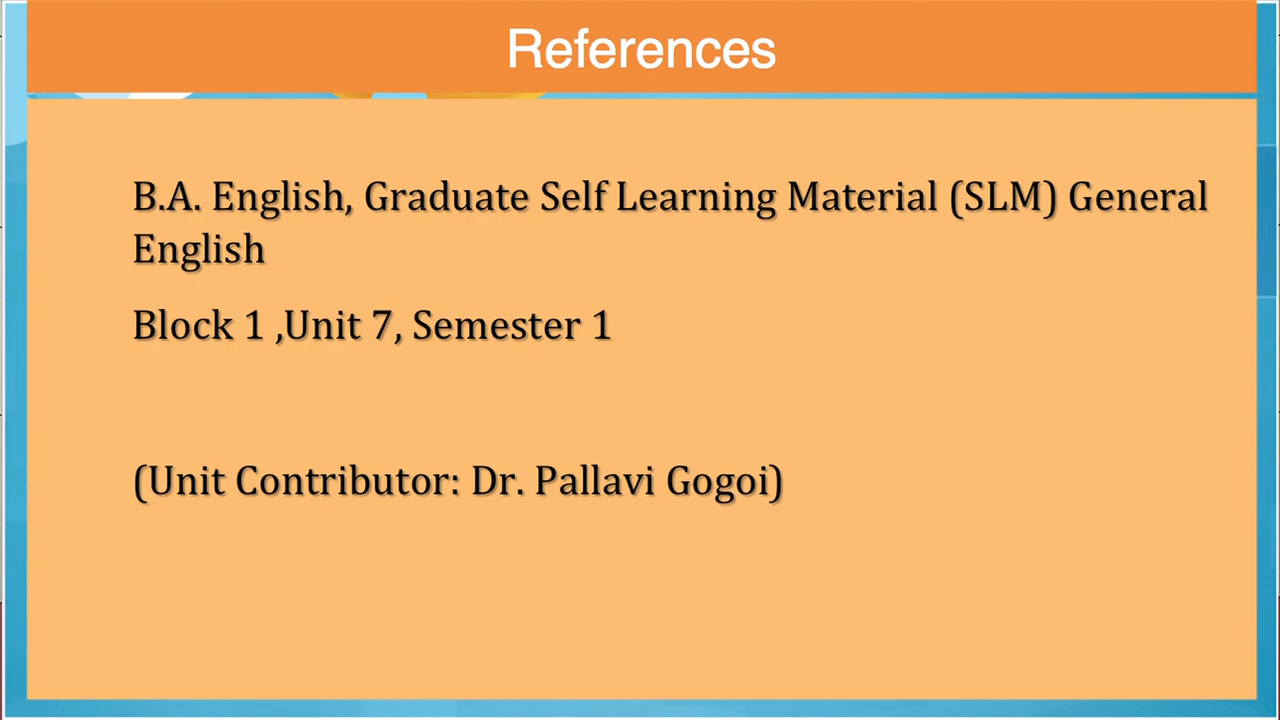 References
B.A. English, Graduate Self Learning Material (SLM) General
English
Block 1 ,Unit 7, Semester 1
(Unit Contributor: Dr. Pallavi Gogoi)